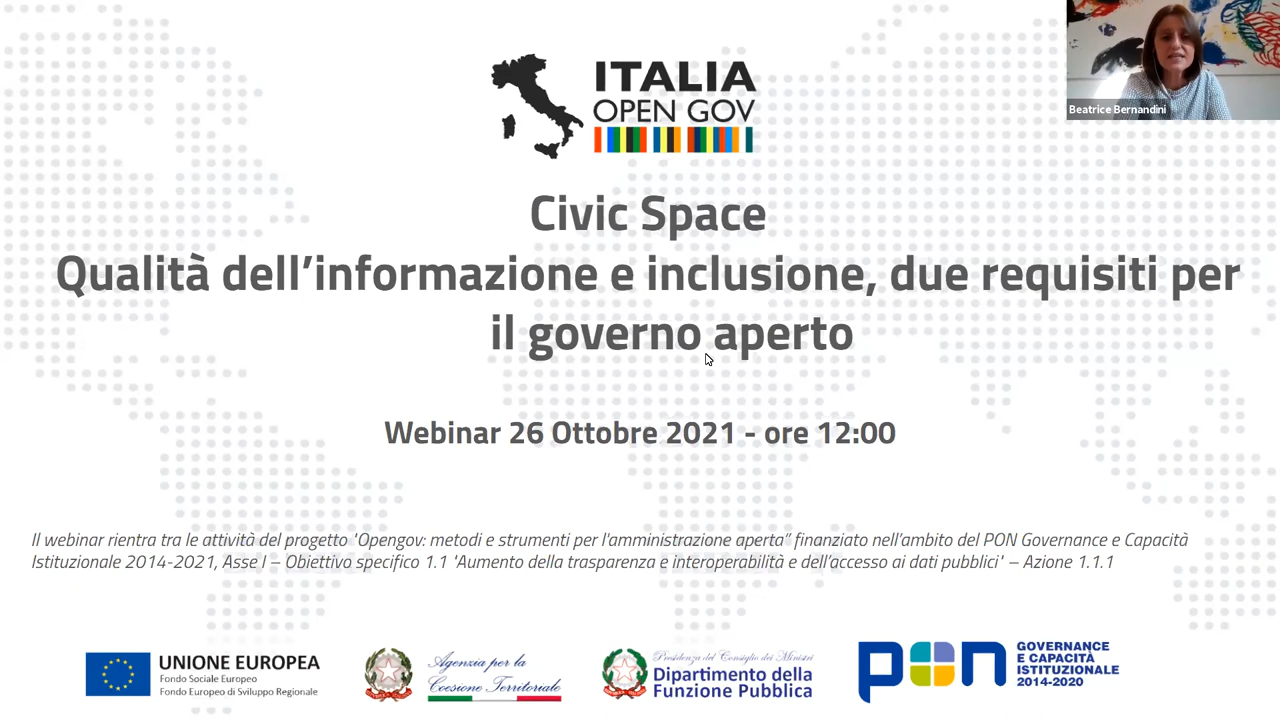 Beatrice Bernandini
ITALIA
OPEN GOV
Civic Space
Qualità dell’informazione e inclusione, due requisiti per
il governo aperto
Webinar 26 Ottobre 2021 - ore 12:00
Il webinar rientra tra le attività del progetto "Opengov: metodi e strumenti per l'amministrazione aperta” finanziato nell’ambito del PON Governance e Capacità
Istituzionale 2014-2021, Asse I – Obiettivo specifico 1.1 "Aumento della trasparenza e interoperabilità e dell’accesso ai dati pubblici" – Azione 1.1.1
UNIONE EUROPEA
Fondo Sociale Europeo
Fondo Europeo di Sviluppo Regionale
Agenzia per la
Coesione Territoriale
Presidenza del Consiglio dei Ministri
Dipartimento della
Funzione Pubblica
pon
GOVERNANCE
E CAPACITÀ
ISTITUZIONALE
2014-2020